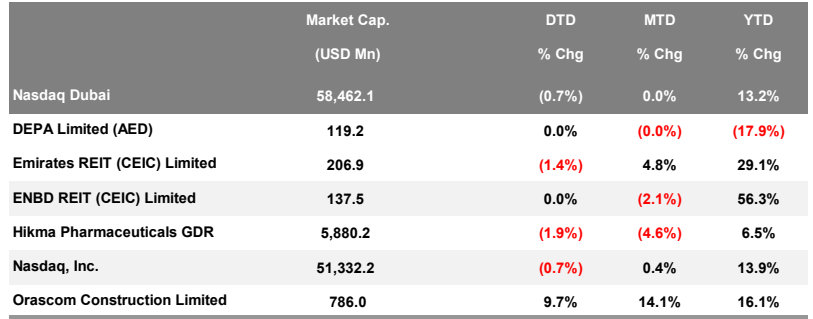 Market Cap. DTD MTD YTD
(USD Mn) % Chg % Chg % Chg
Nasdaq Dubai 58,462.1 (0.7%) 0.0% 13.2%
DEPA Limited (AED) 119.2 0.0% (0.0%) (17.9%)
Emirates REIT (CEIC) Limited 206.9 (1.4%) 4.8% 29.1%
ENBD REIT (CEIC) Limited 137.5 0.0% (2.1%) 56.3%
Hikma Pharmaceuticals GDR 5,880.2 (1.9%) (4.6%) 6.5%
Nasdaq, Inc. 51,332.2 (0.7%) 0.4% 13.9%
Orascom Construction Limited 786.0 9.7% 14.1% 16.1%